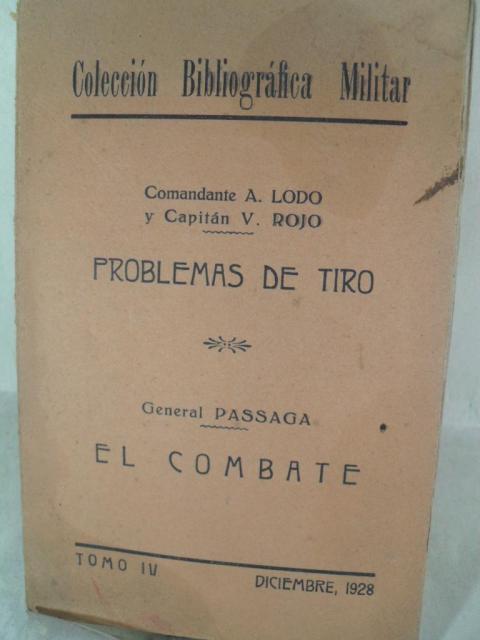 Colección Bibliográfica Militar
Comandante A. LODO
y Capitán V. ROJO
PROBLEMAS DE TIRO
General PASSAGA
EL COMBATE
TOMO IV
DICIEMBRE, 1928